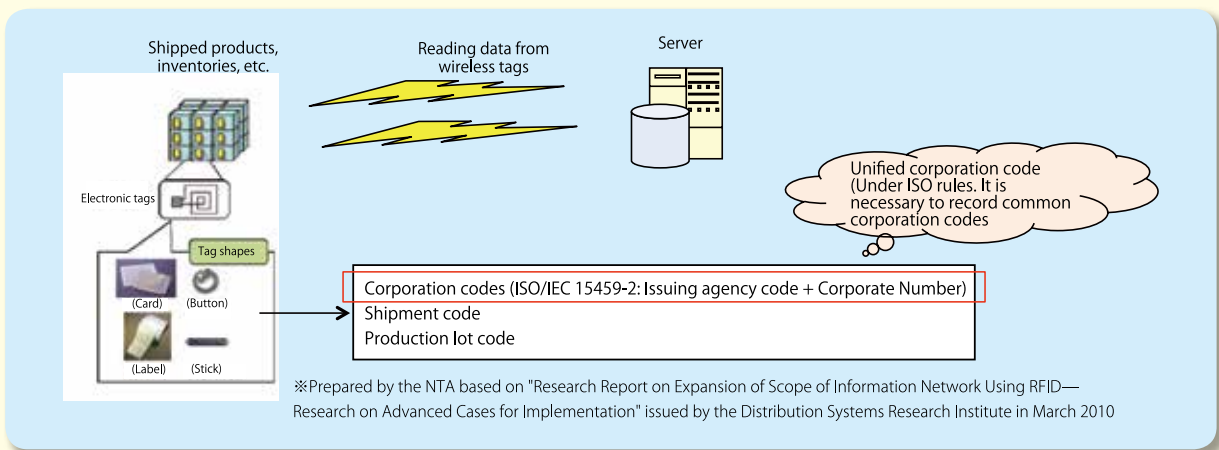 Shipped products,
inventories, etc.
Reading data from
wireless tags
Server
Electronic tags
Tag shapes
(Card)
(Button)
(Label)
(Stick)
Unified corporation code
(Under ISO rules. It is
necessary to record common
corporation codes
Corporation codes (ISO/IEC 15459-2: Issuing agency code + Corporate Number)
Shipment code
Production lot code
※Prepared by the NTA based on "Research Report on Expansion of Scope of Information Network Using RFID—
Research on Advanced Cases for Implementation" issued by the Distribution Systems Research Institute in March 2010